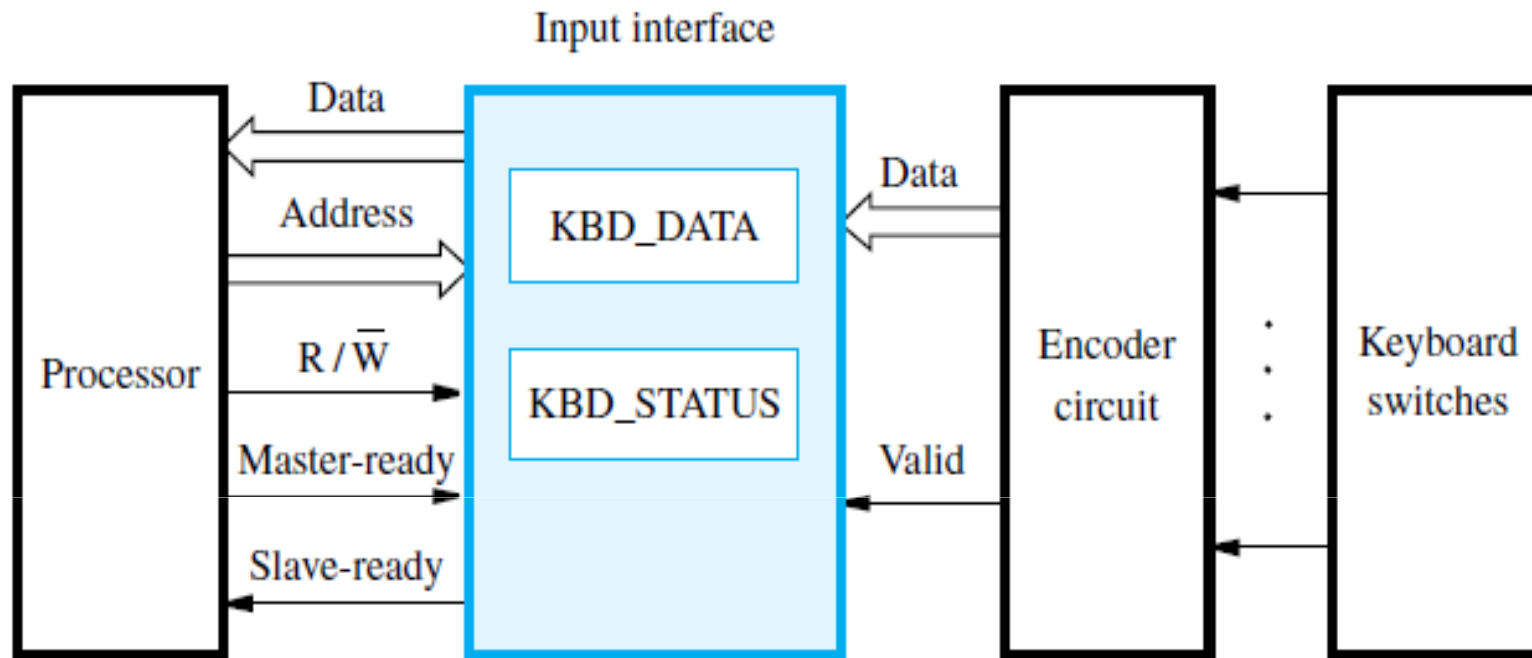 Input interface
Data
Address
R / W̅
Master-ready
Slave-ready
Processor
KBD_DATA
KBD_STATUS
Data
Valid
Encoder
circuit
Keyboard
switches